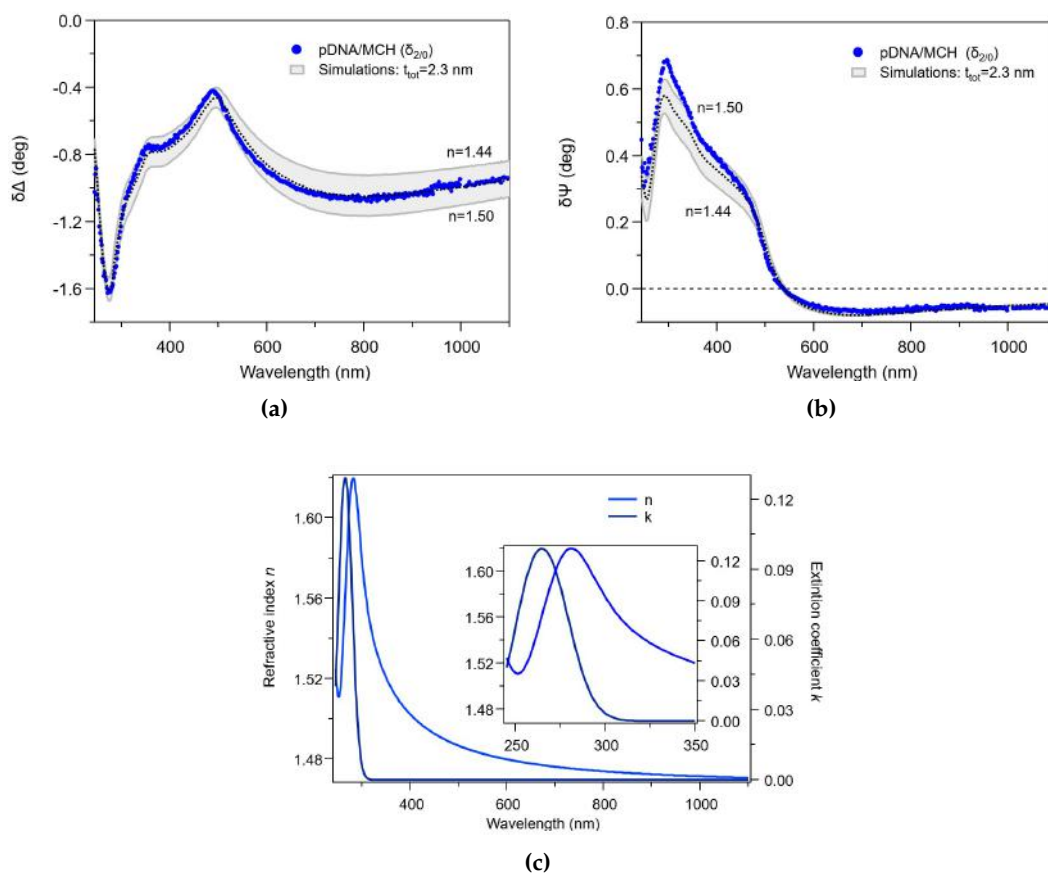 0.0
-0.4
-0.8
-1.2
-1.6
δΔ (deg)
pDNA/MCH (δ2/0)
Simulations: ttot=2.3 nm
n=1.44
n=1.50
400
600
800
1000
Wavelength (nm)
(a)
0.8
0.6
0.4
0.2
0.0
δΨ (deg)
pDNA/MCH (δ2/0)
Simulations: ttot=2.3 nm
n=1.50
n=1.44
400
600
800
1000
Wavelength (nm)
(b)
1.60
1.56
1.52
1.48
Refractive index n
n
k
1.60
1.56
1.52
1.48
0.12
0.09
0.06
0.03
0.00
250
300
350
0.12
0.09
0.06
0.03
0.00
Extintion coefficient k
400
600
800
1000
Wavelength (nm)
(c)